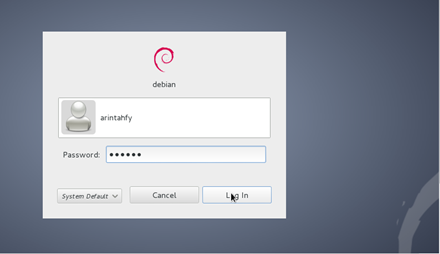 debian
arintahfy
Password: ••••••
System Default
Cancel
Log In